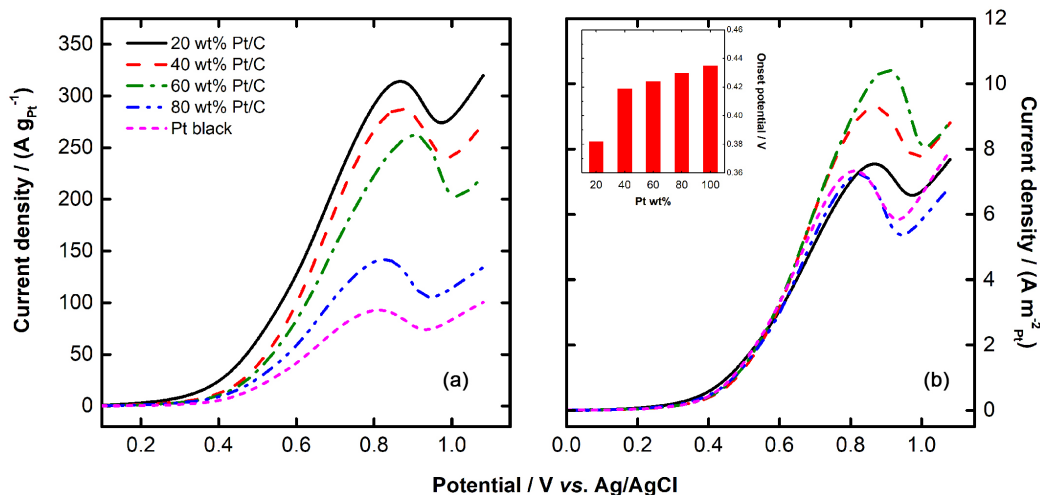 Current density / (A g_Pt^-1)
350
300
250
200
150
100
50
0
20 wt% Pt/C
40 wt% Pt/C
60 wt% Pt/C
80 wt% Pt/C
Pt black
(a)
0.2 0.4 0.6 0.8 1.0
0.46
0.44
0.42
0.40
0.38
0.36
Onset potential / V
20 40 60 80 100
Pt wt%
(b)
12
10
8
6
4
2
0
Current density / (A m^-2_Pt)
0.0 0.2 0.4 0.6 0.8 1.0
Potential / V vs. Ag/AgCl